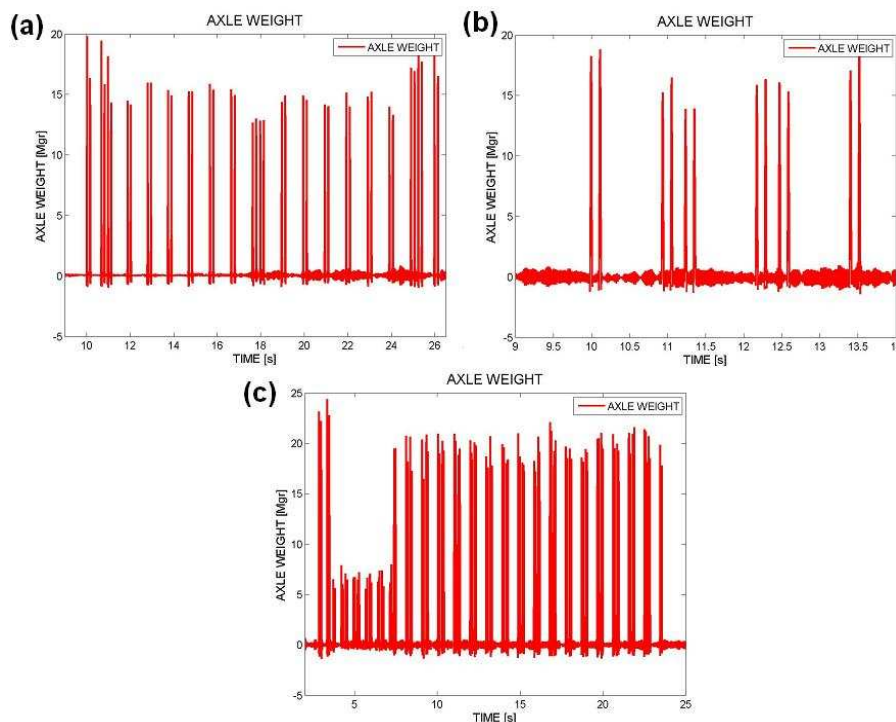 (a)
AXLE WEIGHT
AXLE WEIGHT
AXLE WEIGHT [Mgr]
20
15
10
5
0
-5
10 12 14 16 18 20 22 24 26
TIME [s]
(b)
AXLE WEIGHT
AXLE WEIGHT
AXLE WEIGHT [Mgr]
20
15
10
5
0
-5
9 9.5 10 10.5 11 11.5 12 12.5 13 13.5
TIME [s]
(c)
AXLE WEIGHT
AXLE WEIGHT
AXLE WEIGHT [Mgr]
25
20
15
10
5
0
-5
5 10 15 20 25
TIME [s]